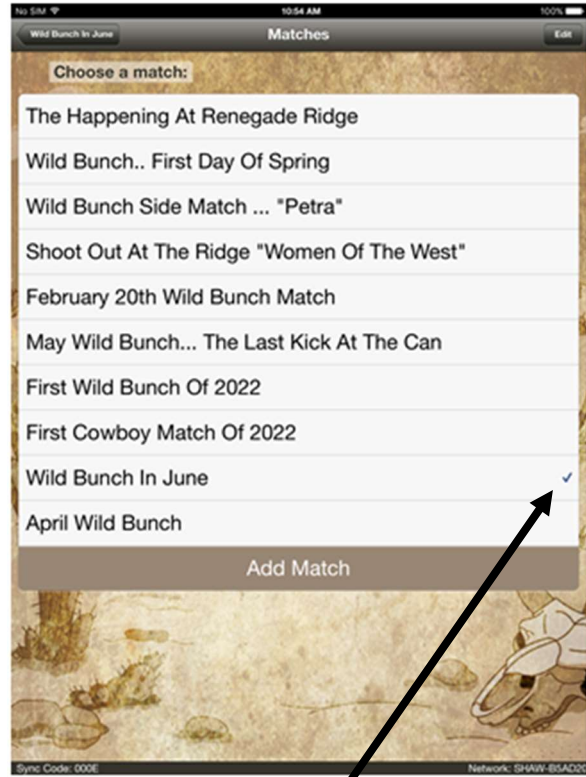 No SIM 10:54 AM 100%
Wild Bunch In June Matches Edit
Choose a match:
The Happening At Renegade Ridge
Wild Bunch.. First Day Of Spring
Wild Bunch Side Match ... "Petra"
Shoot Out At The Ridge "Women Of The West"
February 20th Wild Bunch Match
May Wild Bunch... The Last Kick At The Can
First Wild Bunch Of 2022
First Cowboy Match Of 2022
Wild Bunch In June
April Wild Bunch
Add Match
Sync Code: 000E Network: SHAW-B5AD20